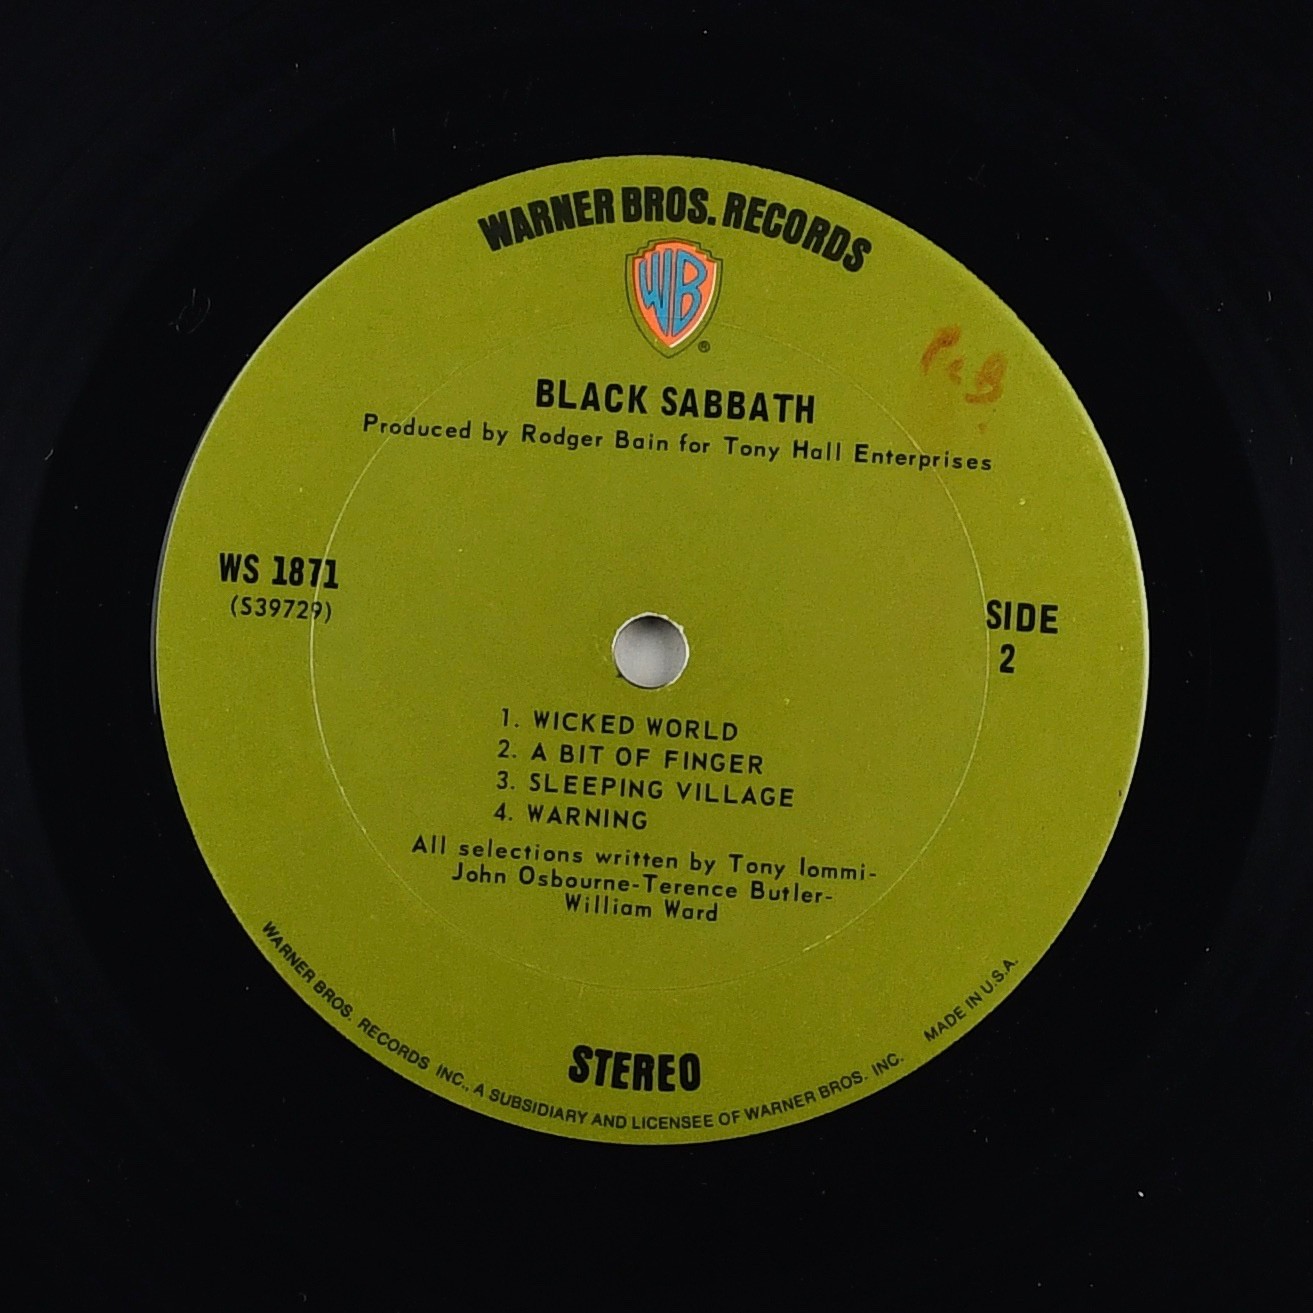 WARNER BROS. RECORDS
WB
®
BLACK SABBATH
Produced by Rodger Bain for Tony Hall Enterprises
WS 1871
(S39729)
SIDE
2
1. WICKED WORLD
2. A BIT OF FINGER
3. SLEEPING VILLAGE
4. WARNING
All selections written by Tony Iommi-
John Osbourne-Terence Butler-
William Ward
STEREO
WARNER BROS. RECORDS INC., A SUBSIDIARY AND LICENSEE OF WARNER BROS. INC. MADE IN U.S.A.